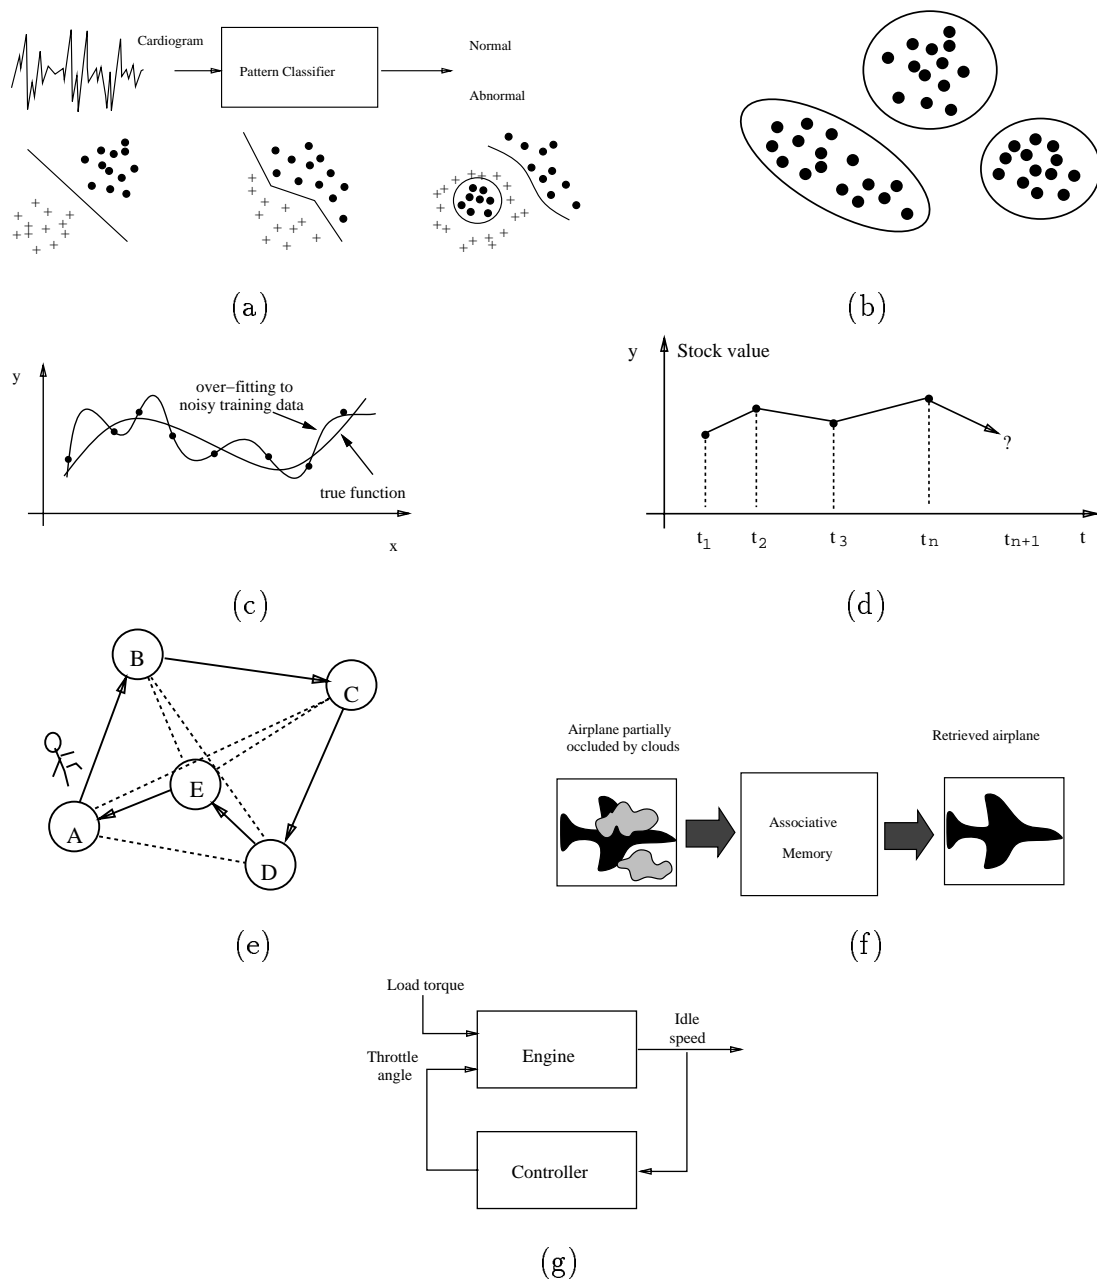 Cardiogram
Pattern Classifier
Normal
Abnormal
(a)
(b)
y
over-fitting to
noisy training data
true function
x
(c)
y
Stock value
?
t1
t2
t3
tn
tn+1
t
(d)
B
C
E
A
D
(e)
Airplane partially
occluded by clouds
Associative
Memory
Retrieved airplane
(f)
Load torque
Engine
Idle
speed
Throttle
angle
Controller
(g)